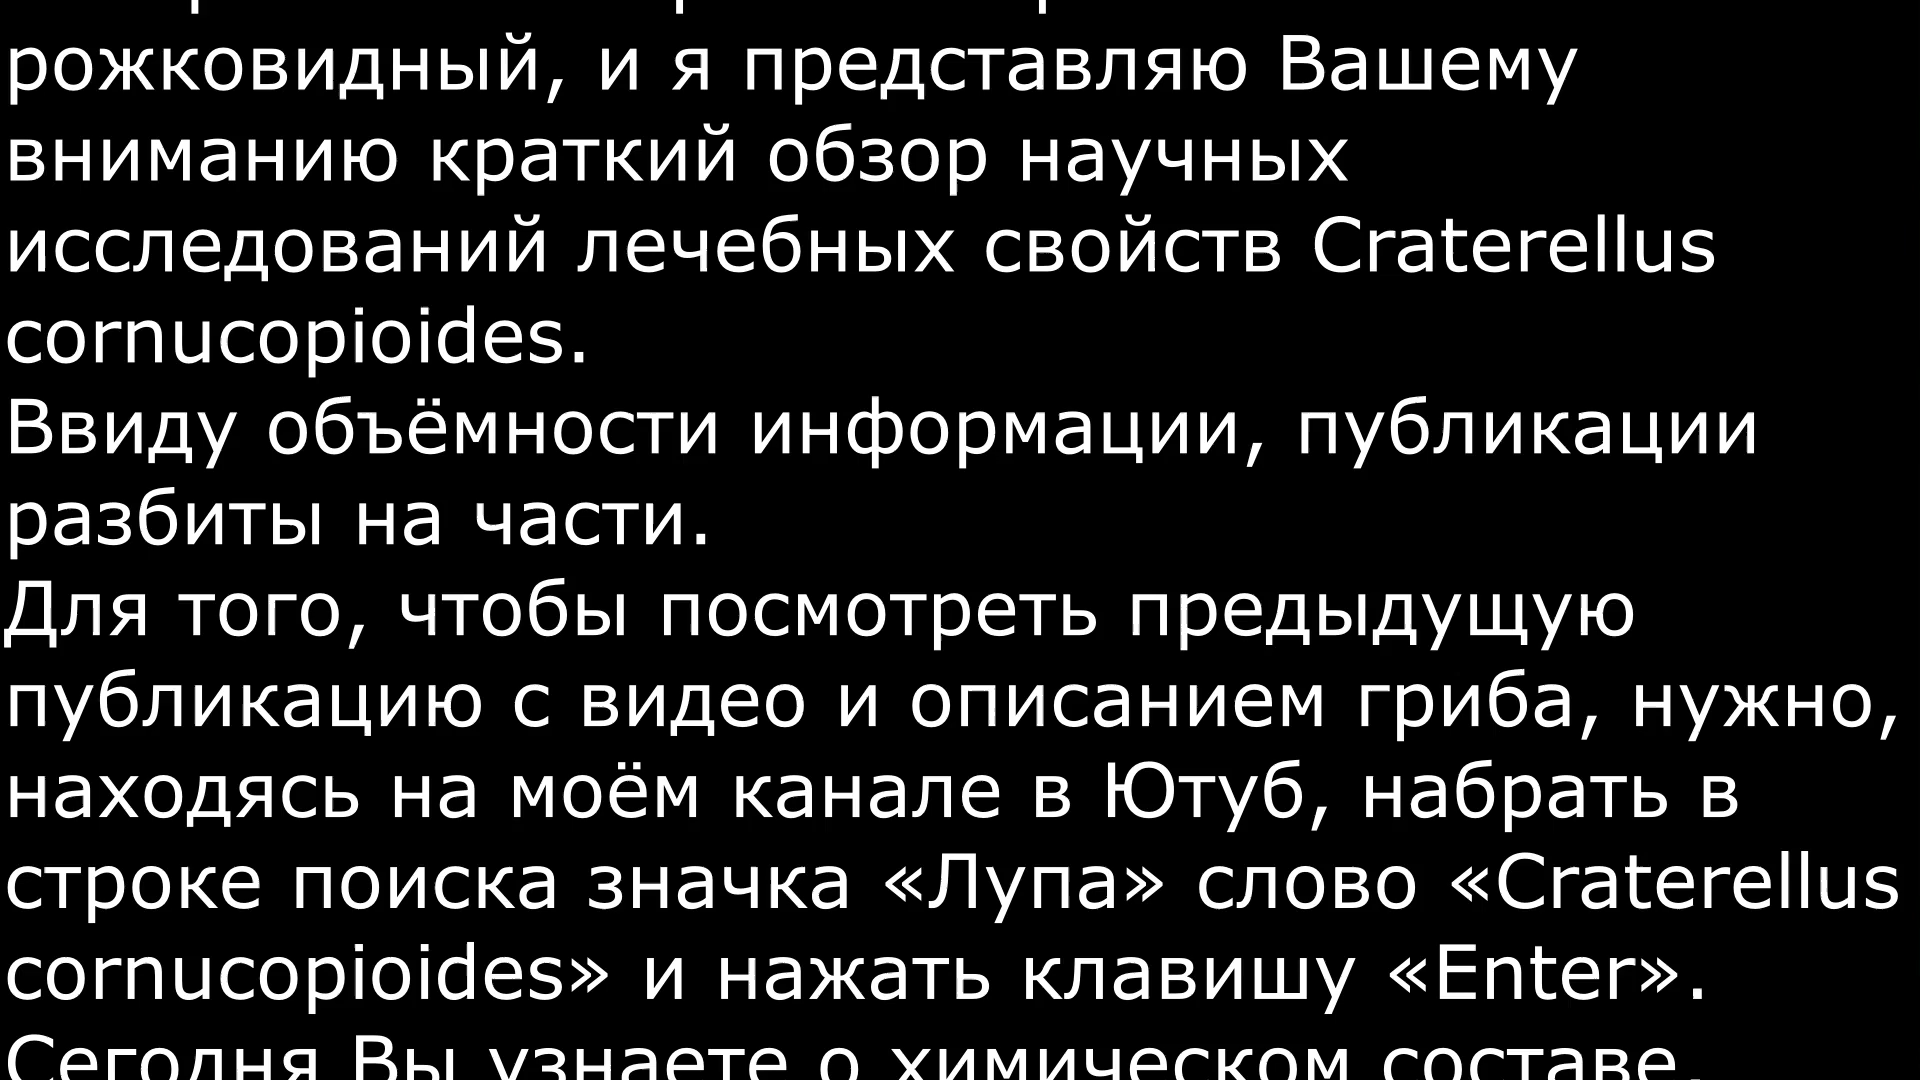 рожковидный, и я представляю Вашему
вниманию краткий обзор научных
исследований лечебных свойств Craterellus
cornucopioides.
Ввиду объёмности информации, публикации
разбиты на части.
Для того, чтобы посмотреть предыдущую
публикацию с видео и описанием гриба, нужно,
находясь на моём канале в Ютуб, набрать в
строке поиска значка «Лупа» слово «Craterellus
cornucopioides» и нажать клавишу «Enter».
Сегодня Вы узнаете о химическом составе,